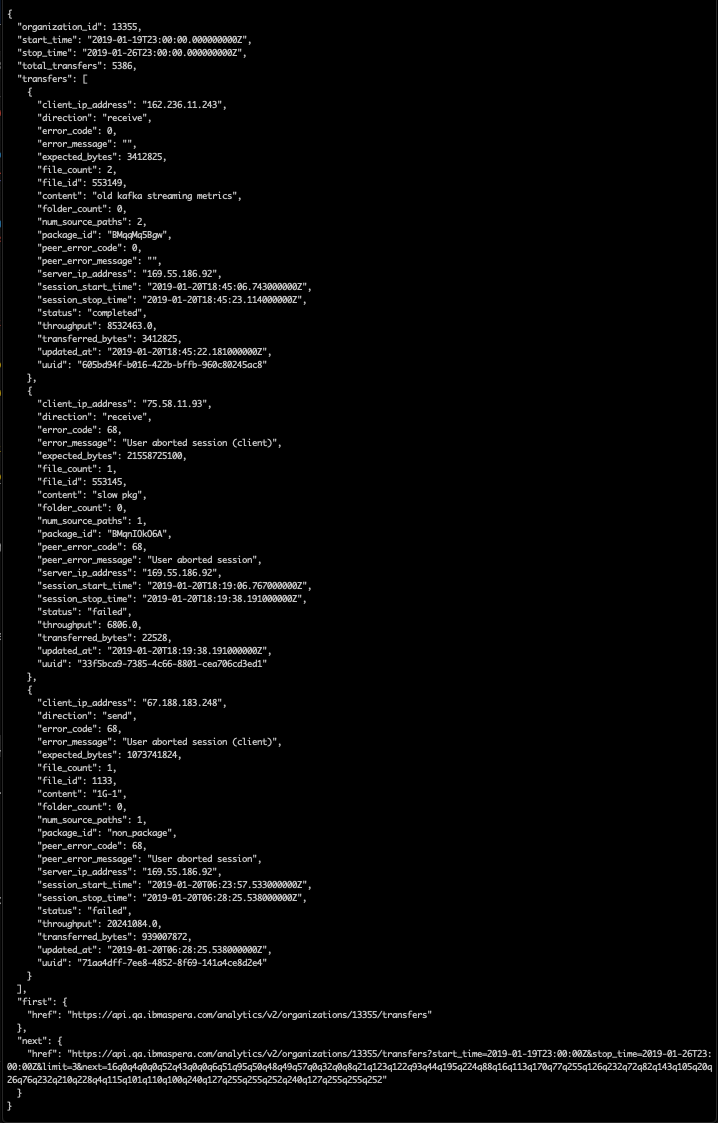 {
"organization_id": 13355,
"start_time": "2019-01-19T23:00:00.000000000Z",
"stop_time": "2019-01-26T23:00:00.000000000Z",
"total_transfers": 5386,
"transfers": [
{
"client_ip_address": "162.236.11.243",
"direction": "receive",
"error_code": 0,
"error_message": "",
"expected_bytes": 3412825,
"file_count": 2,
"file_id": 553149,
"content": "old kafka streaming metrics",
"folder_count": 0,
"num_source_paths": 2,
"package_id": "BMqqMq5Bgw",
"peer_error_code": 0,
"peer_error_message": "",
"server_ip_address": "169.55.186.92",
"session_start_time": "2019-01-20T18:45:06.743000000Z",
"session_stop_time": "2019-01-20T18:45:23.114000000Z",
"status": "completed",
"throughput": 8532463.0,
"transferred_bytes": 3412825,
"updated_at": "2019-01-20T18:45:22.181000000Z",
"uuid": "605bd94f-b016-422b-bffb-960c80245ac8"
},
{
"client_ip_address": "75.58.11.93",
"direction": "receive",
"error_code": 68,
"error_message": "User aborted session (client)",
"expected_bytes": 21558725100,
"file_count": 1,
"file_id": 553145,
"content": "slow pkg",
"folder_count": 0,
"num_source_paths": 1,
"package_id": "BMqnIOkO6A",
"peer_error_code": 68,
"peer_error_message": "User aborted session",
"server_ip_address": "169.55.186.92",
"session_start_time": "2019-01-20T18:19:06.767000000Z",
"session_stop_time": "2019-01-20T18:19:38.191000000Z",
"status": "failed",
"throughput": 6806.0,
"transferred_bytes": 22528,
"updated_at": "2019-01-20T18:19:38.191000000Z",
"uuid": "33f5bca9-7385-4c66-8801-cea706cd3ed1"
},
{
"client_ip_address": "67.188.183.248",
"direction": "send",
"error_code": 68,
"error_message": "User aborted session (client)",
"expected_bytes": 1073741824,
"file_count": 1,
"file_id": 1133,
"content": "1G-1",
"folder_count": 0,
"num_source_paths": 1,
"package_id": "non_package",
"peer_error_code": 68,
"peer_error_message": "User aborted session",
"server_ip_address": "169.55.186.92",
"session_start_time": "2019-01-20T06:23:57.533000000Z",
"session_stop_time": "2019-01-20T06:28:25.538000000Z",
"status": "failed",
"throughput": 20241084.0,
"transferred_bytes": 939007872,
"updated_at": "2019-01-20T06:28:25.538000000Z",
"uuid": "71aa4dff-7ee8-4852-8f69-141a4ce8d2e4"
}
],
"first": {
"href": "https://api.qa.ibmaspera.com/analytics/v2/organizations/13355/transfers"
},
"next": {
"href": "https://api.qa.ibmaspera.com/analytics/v2/organizations/13355/transfers?start_time=2019-01-19T23:00:00Z&stop_time=2019-01-26T23:
00:00Z&limit=3&next=16q0q4q0q0q52q43q0q0q6q51q95q50q48q49q57q0q32q0q8q21q123q122q93q44q195q224q88q16q113q170q77q255q126q232q72q82q143q105q20q
26q76q232q210q228q4q115q101q110q100q240q127q255q255q252q240q127q255q255q252"
}
}